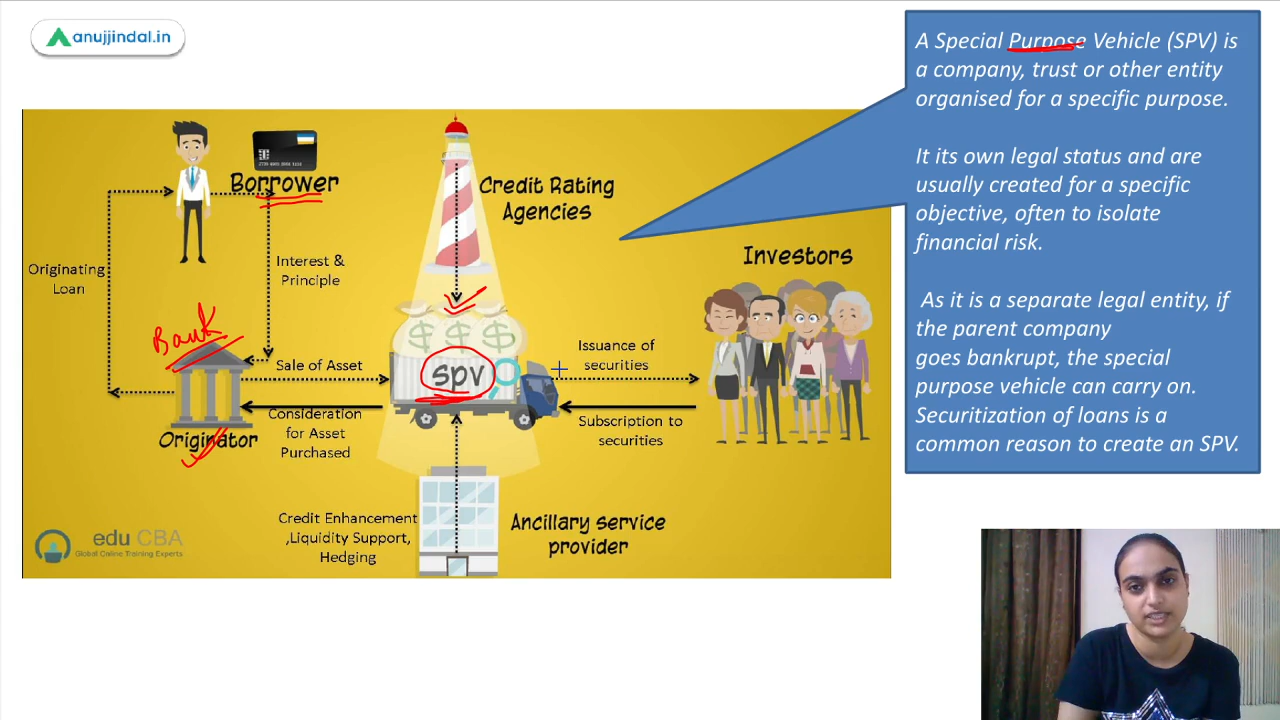 anujjindal.in
A Special Purpose Vehicle (SPV) is
a company, trust or other entity
organised for a specific purpose.
It its own legal status and are
usually created for a specific
objective, often to isolate
financial risk.
As it is a separate legal entity, if
the parent company
goes bankrupt, the special
purpose vehicle can carry on.
Securitization of loans is a
common reason to create an SPV.
Borrower
Credit Rating
Agencies
Investors
Originating
Loan
Interest &
Principle
Bank
Sale of Asset
spv
Issuance of
securities
Consideration
for Asset
Purchased
Subscription to
securities
Originator
Credit Enhancement
,Liquidity Support,
Hedging
Ancillary service
provider
edu CBA
Global Online Training Experts